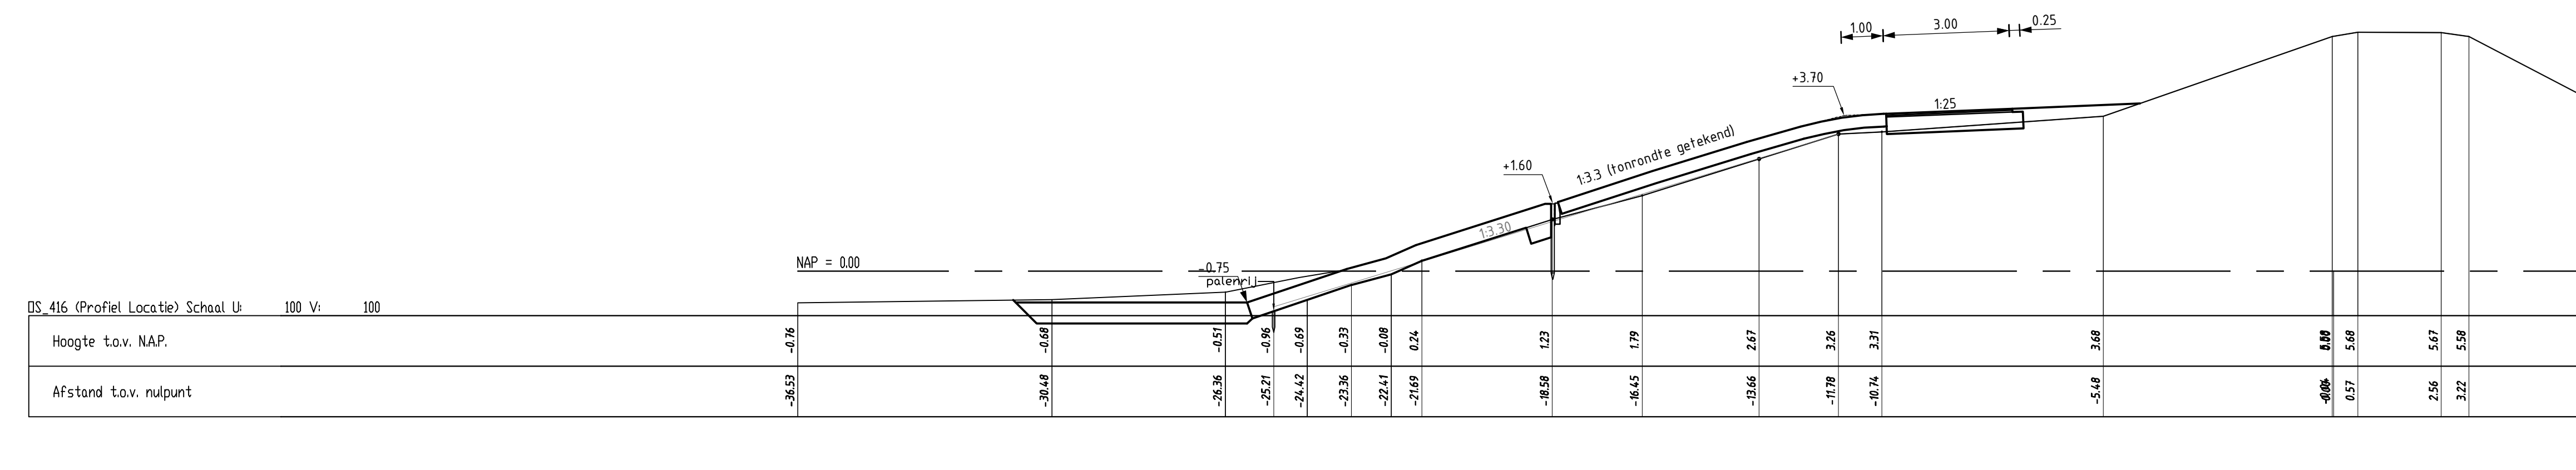 1.00
3.00
0.25
+3.70
1:25
1:3.3 (tonrondte getekend)
+1.60
1:3.30
NAP = 0.00
-0.75
palenrij
OS_416 (Profiel Locatie) Schaal U: 100 V: 100
Hoogte t.o.v. N.A.P. -0.76 -0.68 -0.51 -0.96 -0.69 -0.33 -0.08 0.24 1.23 1.79 2.67 3.26 3.31 3.68 5.68 5.67 5.58
Afstand t.o.v. nulpunt -36.53 -30.48 -26.36 -25.21 -24.42 -23.36 -22.41 -21.69 -18.58 -16.45 -13.66 -11.78 -10.74 -5.48 0.57 2.56 3.22